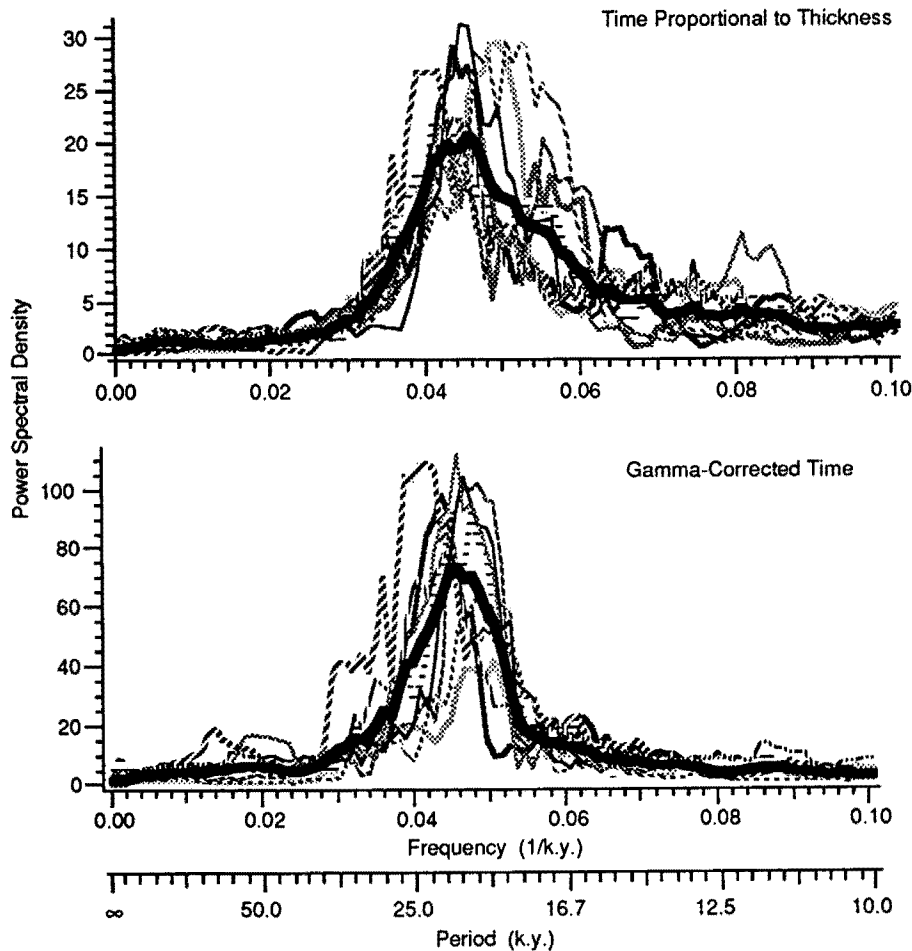 Time Proportional to Thickness
30
25
20
15
10
5
0
0.00 0.02 0.04 0.06 0.08 0.10
Power Spectral Density
Gamma-Corrected Time
100
80
60
40
20
0
0.00 0.02 0.04 0.06 0.08 0.10
Frequency (1/k.y.)
∞ 50.0 25.0 16.7 12.5 10.0
Period (k.y.)